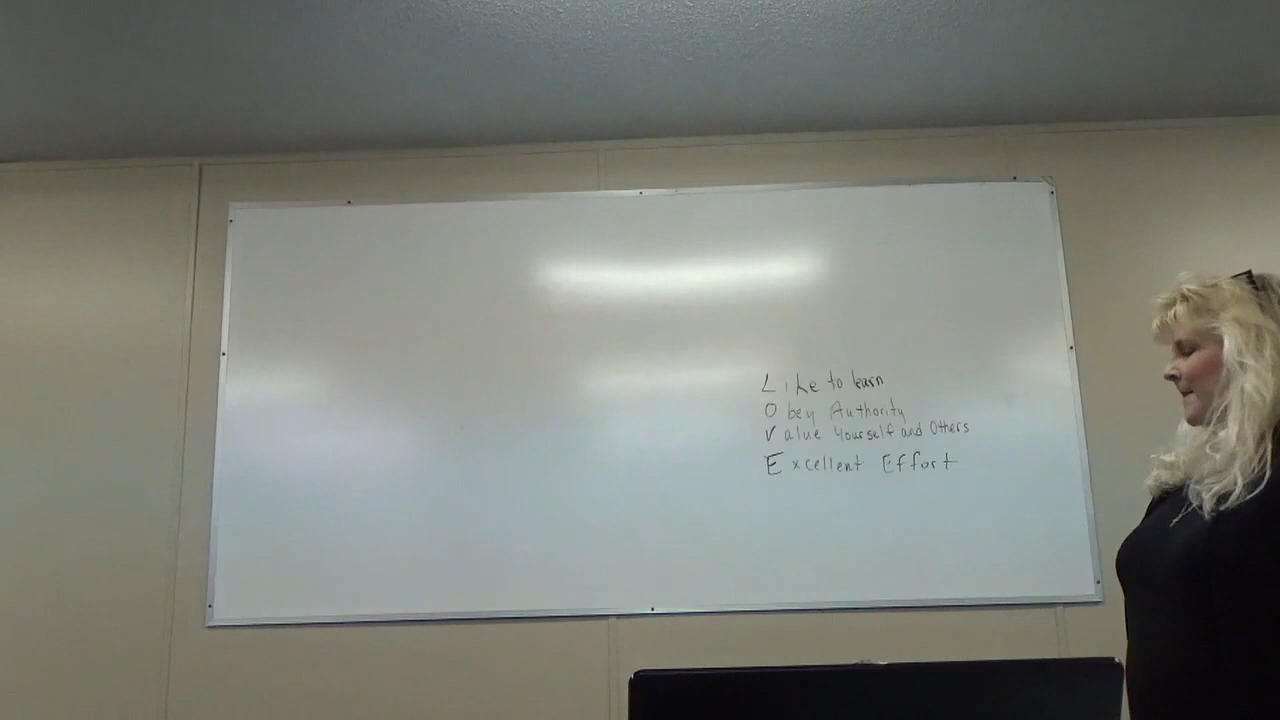 Like to learn
Obey Authority
Value Yourself and Others
Excellent Effort